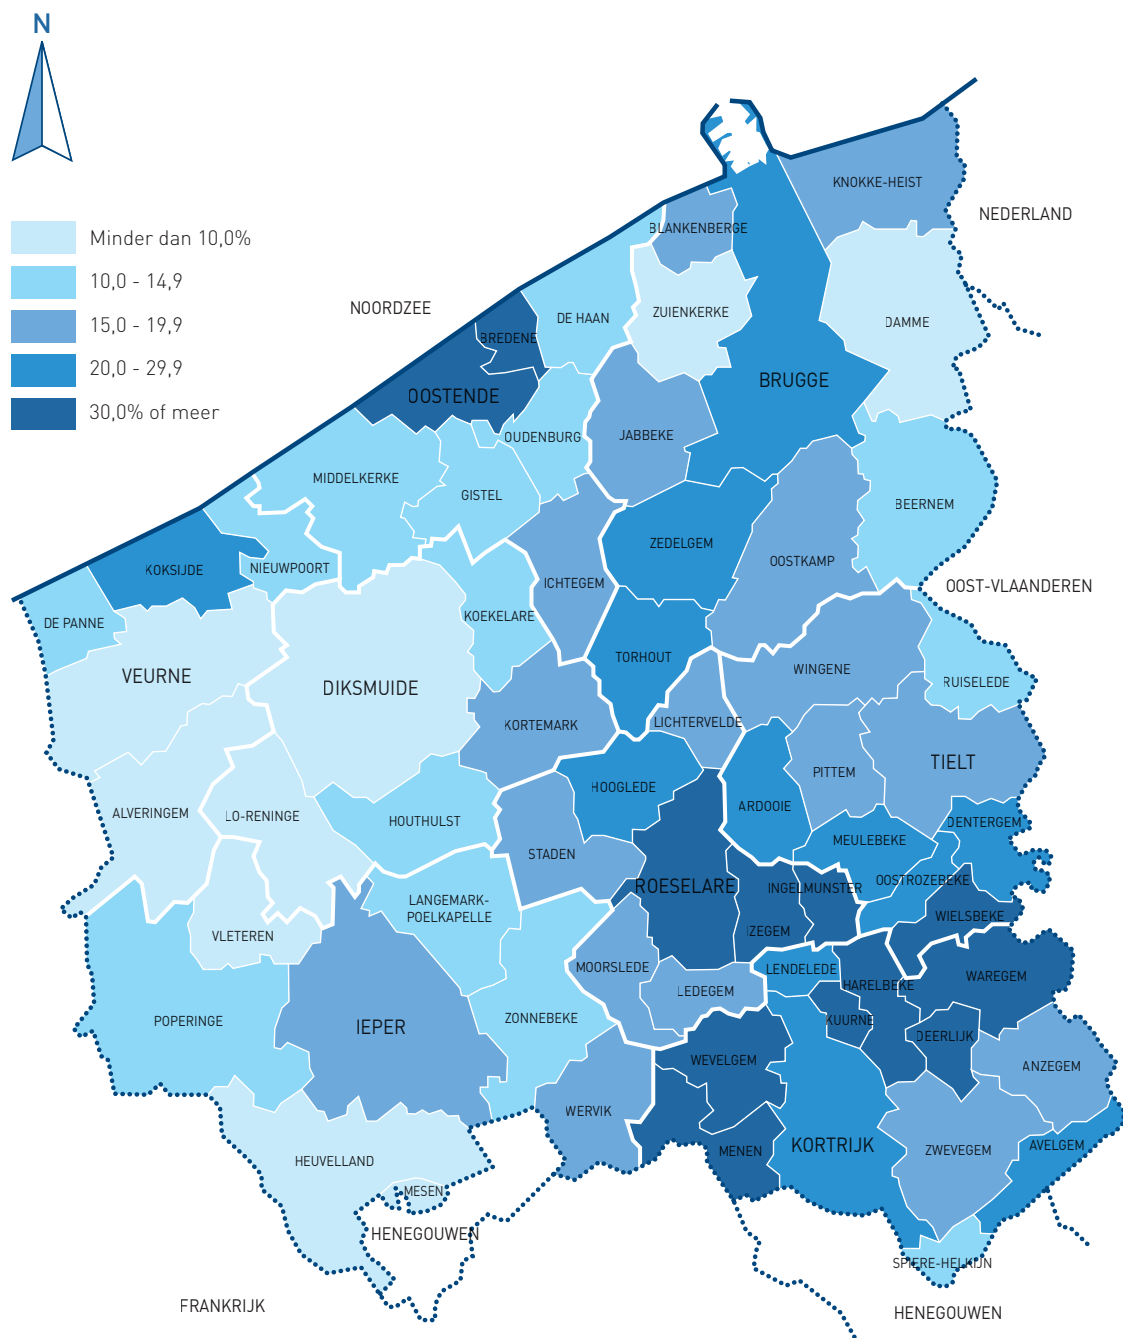 N
Minder dan 10,0%
10,0 - 14,9
15,0 - 19,9
20,0 - 29,9
30,0% of meer
NOORDZEE
NEDERLAND
KNOKKE-HEIST
BLANKENBERGE
ZUIENKERKE
DAMME
DE HAAN
BREDENE
OOSTENDE
BRUGGE
OUDENBURG
JABBEKE
MIDDELKERKE
GISTEL
BEERNEM
ZEDELGEM
OOSTKAMP
KOKSIJDE
NIEUWPOORT
ICHTEGEM
OOST-VLAANDEREN
DE PANNE
KOEKELARE
TORHOUT
WINGENE
RUISELEDE
VEURNE
DIKSMUIDE
KORTEMARK
LICHTERVELDE
TIELT
PITTEM
HOOGLEDE
ARDOOIE
ALVERINGEM
LO-RENINGE
HOUTHULST
DENTERGEM
MEULEBEKE
STADEN
ROESELARE
INGELMUNSTER
OOSTROZEBEKE
LANGEMARK-
POELKAPELLE
WIELSBEKE
VLETEREN
IZEGEM
MOORSLEDE
LENDELEDE
WAREGEM
HARELBEKE
LEDEGEM
POPERINGE
IEPER
ZONNEBEKE
KUURNE
DEERLIJK
WEVELGEM
ANZEGEM
WERVIK
MENEN
KORTRIJK
ZWEVEGEM
AVELGEM
HEUVELLAND
MESEN
HENEGOUWEN
SPIERE-HELKIJN
FRANKRIJK
HENEGOUWEN